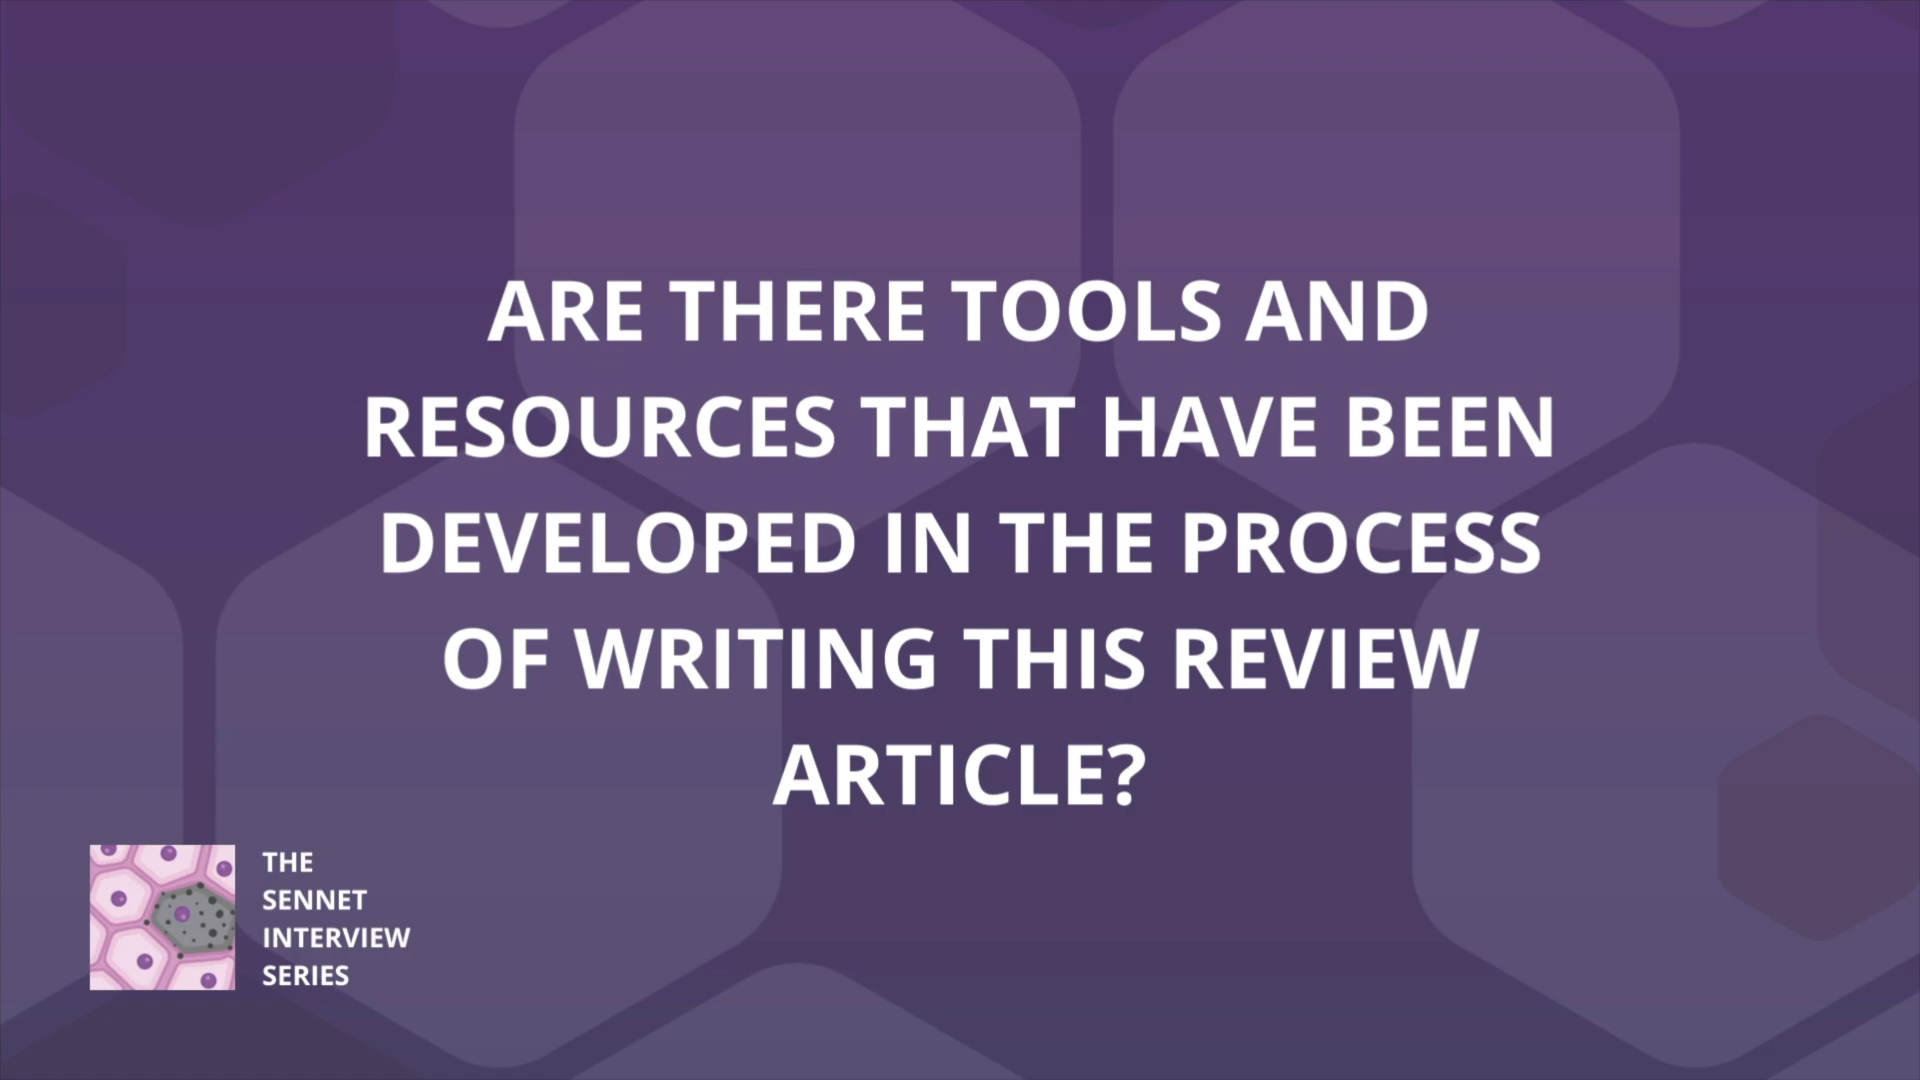 ARE THERE TOOLS AND
RESOURCES THAT HAVE BEEN
DEVELOPED IN THE PROCESS
OF WRITING THIS REVIEW
ARTICLE?
THE
SENNET
INTERVIEW
SERIES